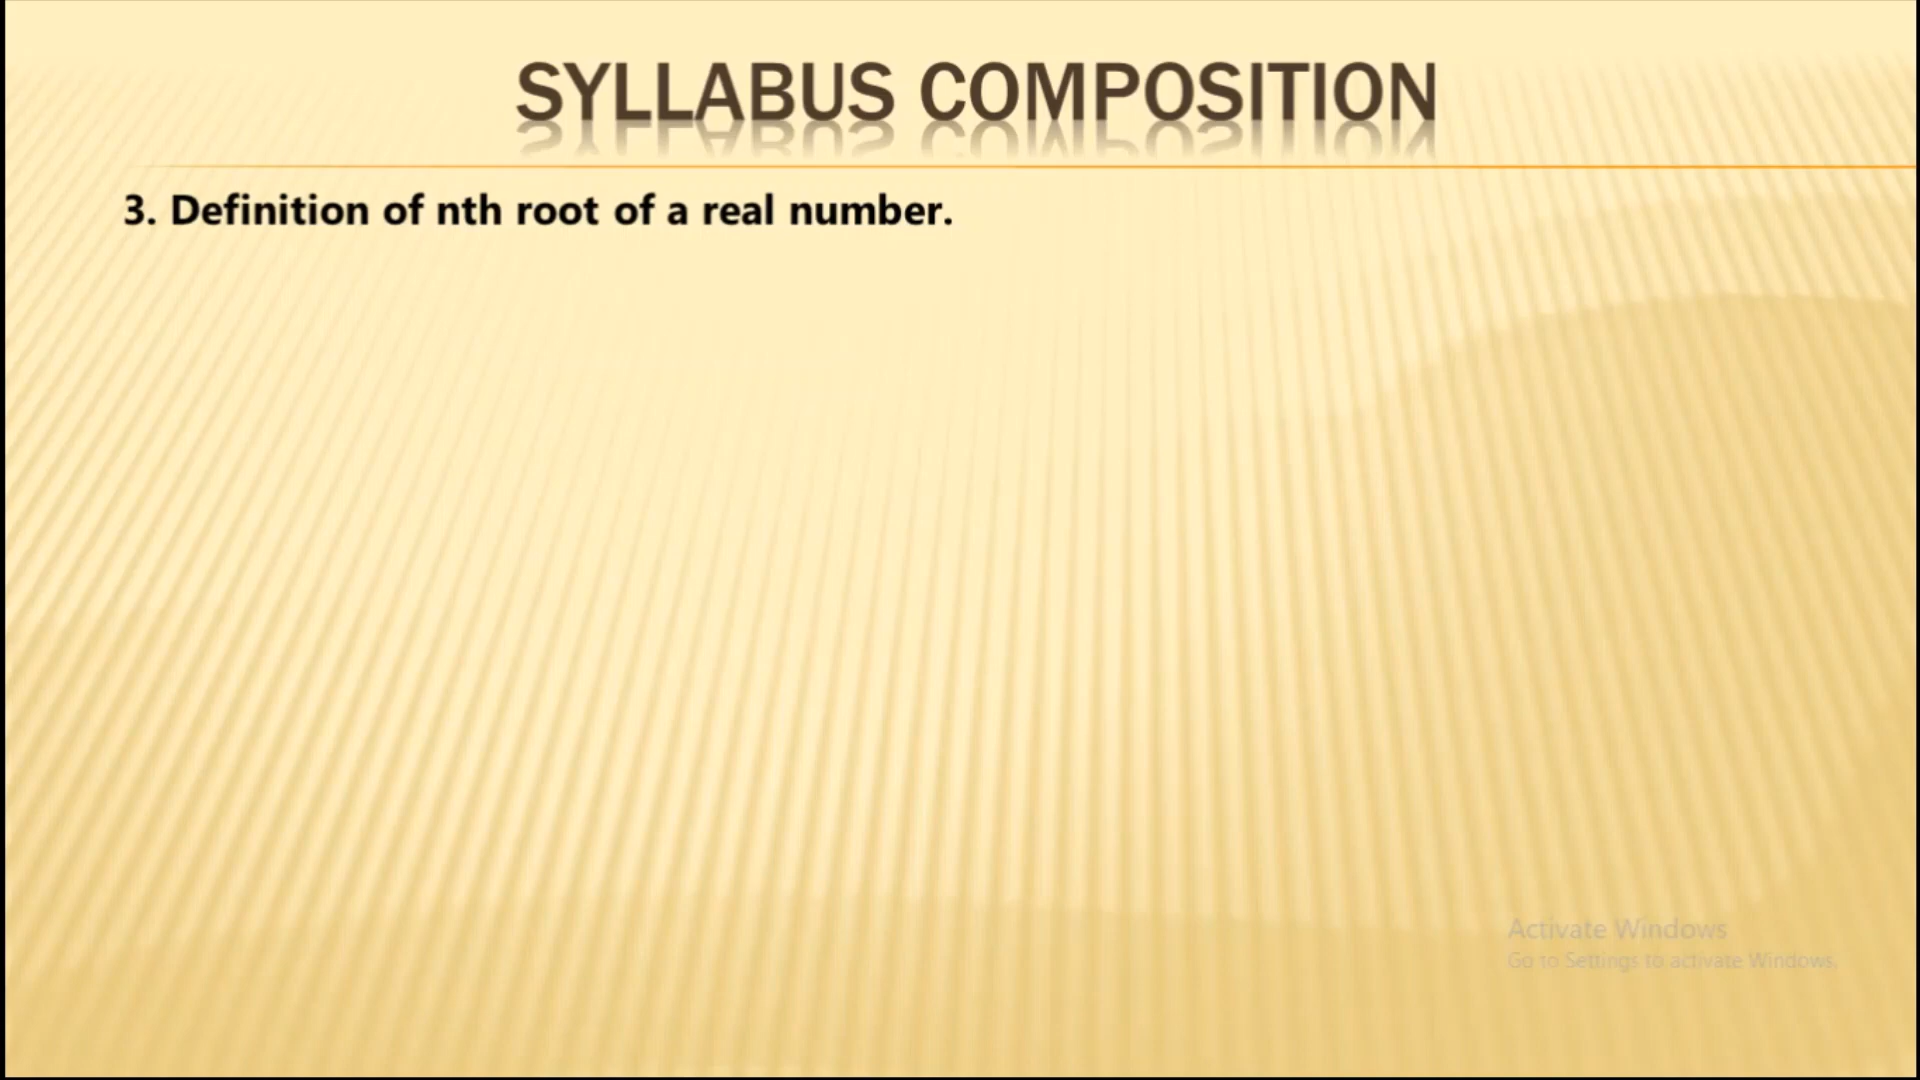 SYLLABUS COMPOSITION
3. Definition of nth root of a real number.
Activate Windows
Go to Settings to activate Windows.